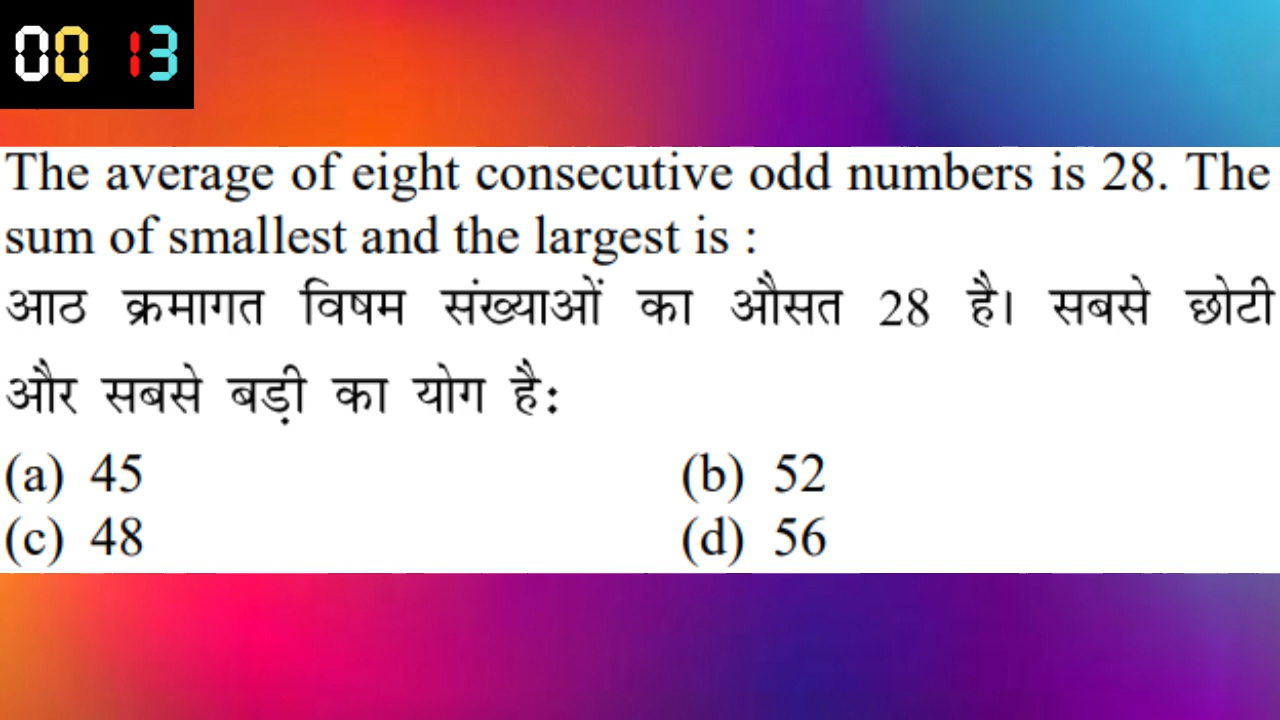 00 13
The average of eight consecutive odd numbers is 28. The
sum of smallest and the largest is :
आठ क्रमागत विषम संख्याओं का औसत 28 है। सबसे छोटी
और सबसे बड़ी का योग है:
(a) 45 (b) 52
(c) 48 (d) 56